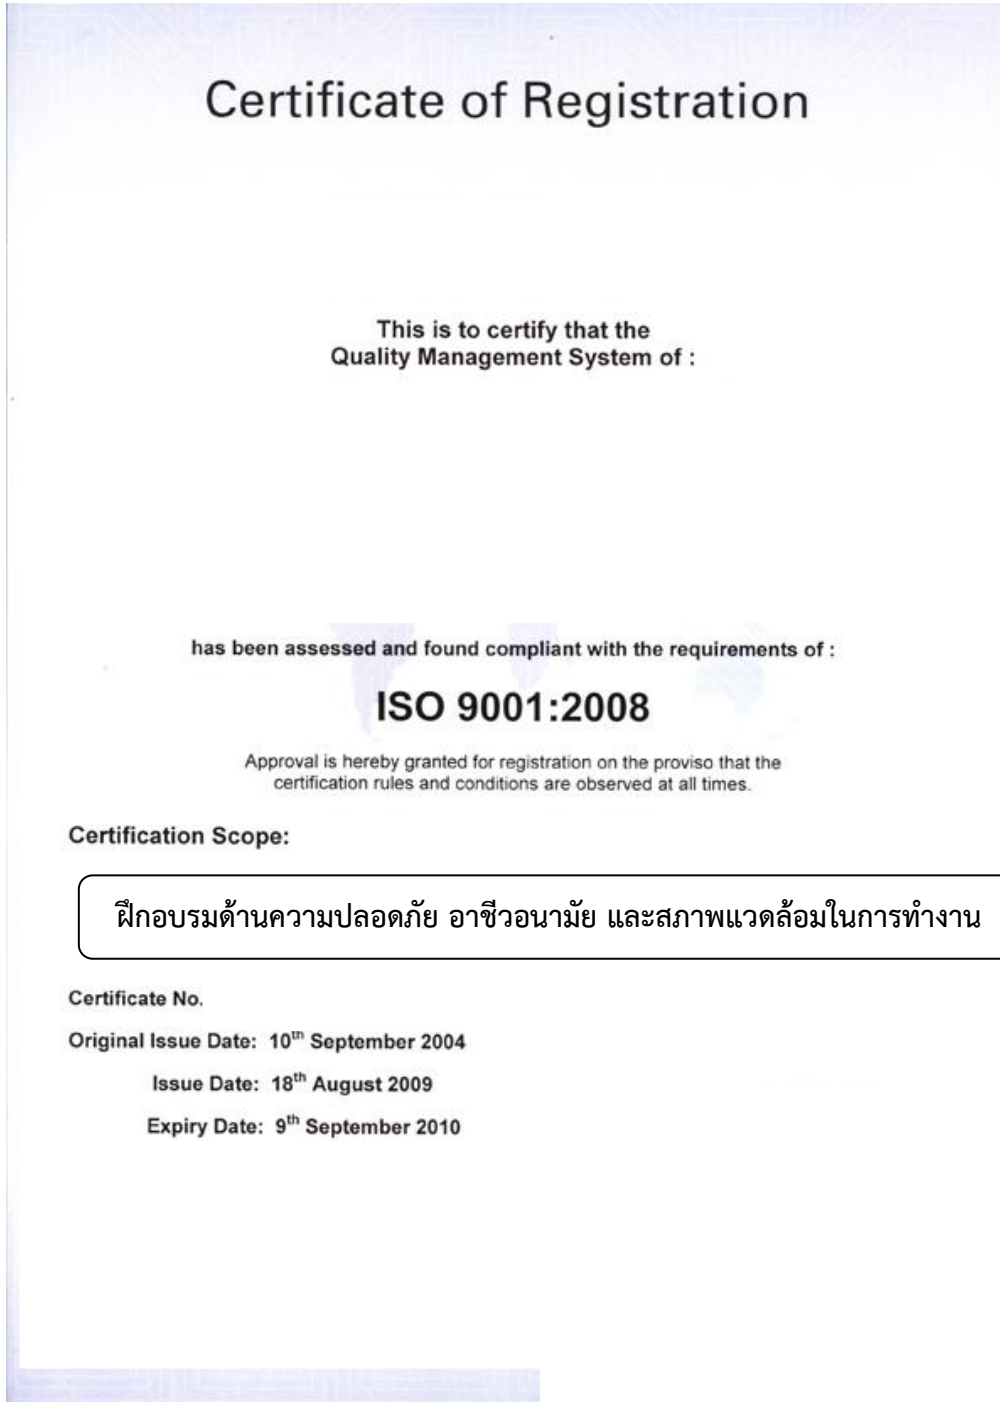 Certificate of Registration
This is to certify that the
Quality Management System of :
has been assessed and found compliant with the requirements of :
ISO 9001:2008
Approval is hereby granted for registration on the proviso that the
certification rules and conditions are observed at all times.
Certification Scope:
ฝึกอบรมด้านความปลอดภัย อาชีวอนามัย และสภาพแวดล้อมในการทำงาน
Certificate No.
Original Issue Date: 10th September 2004
Issue Date: 18th August 2009
Expiry Date: 9th September 2010